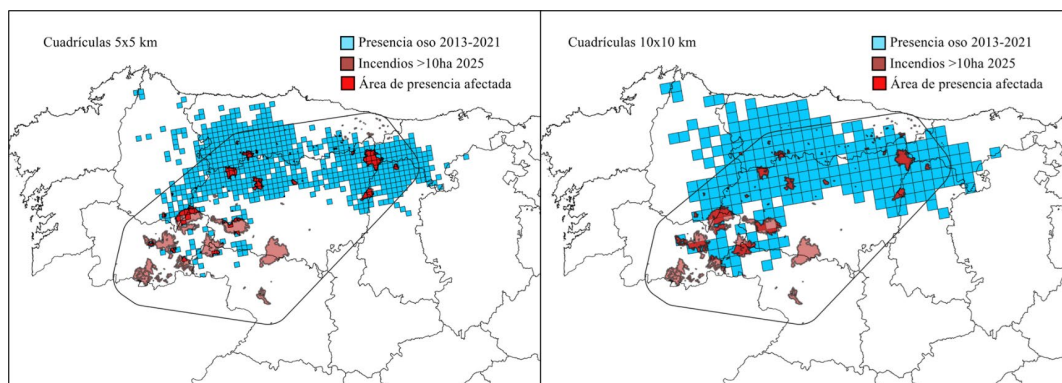 Cuadrículas 5x5 km
Presencia oso 2013-2021
Incendios >10ha 2025
Área de presencia afectada
Cuadrículas 10x10 km
Presencia oso 2013-2021
Incendios >10ha 2025
Área de presencia afectada